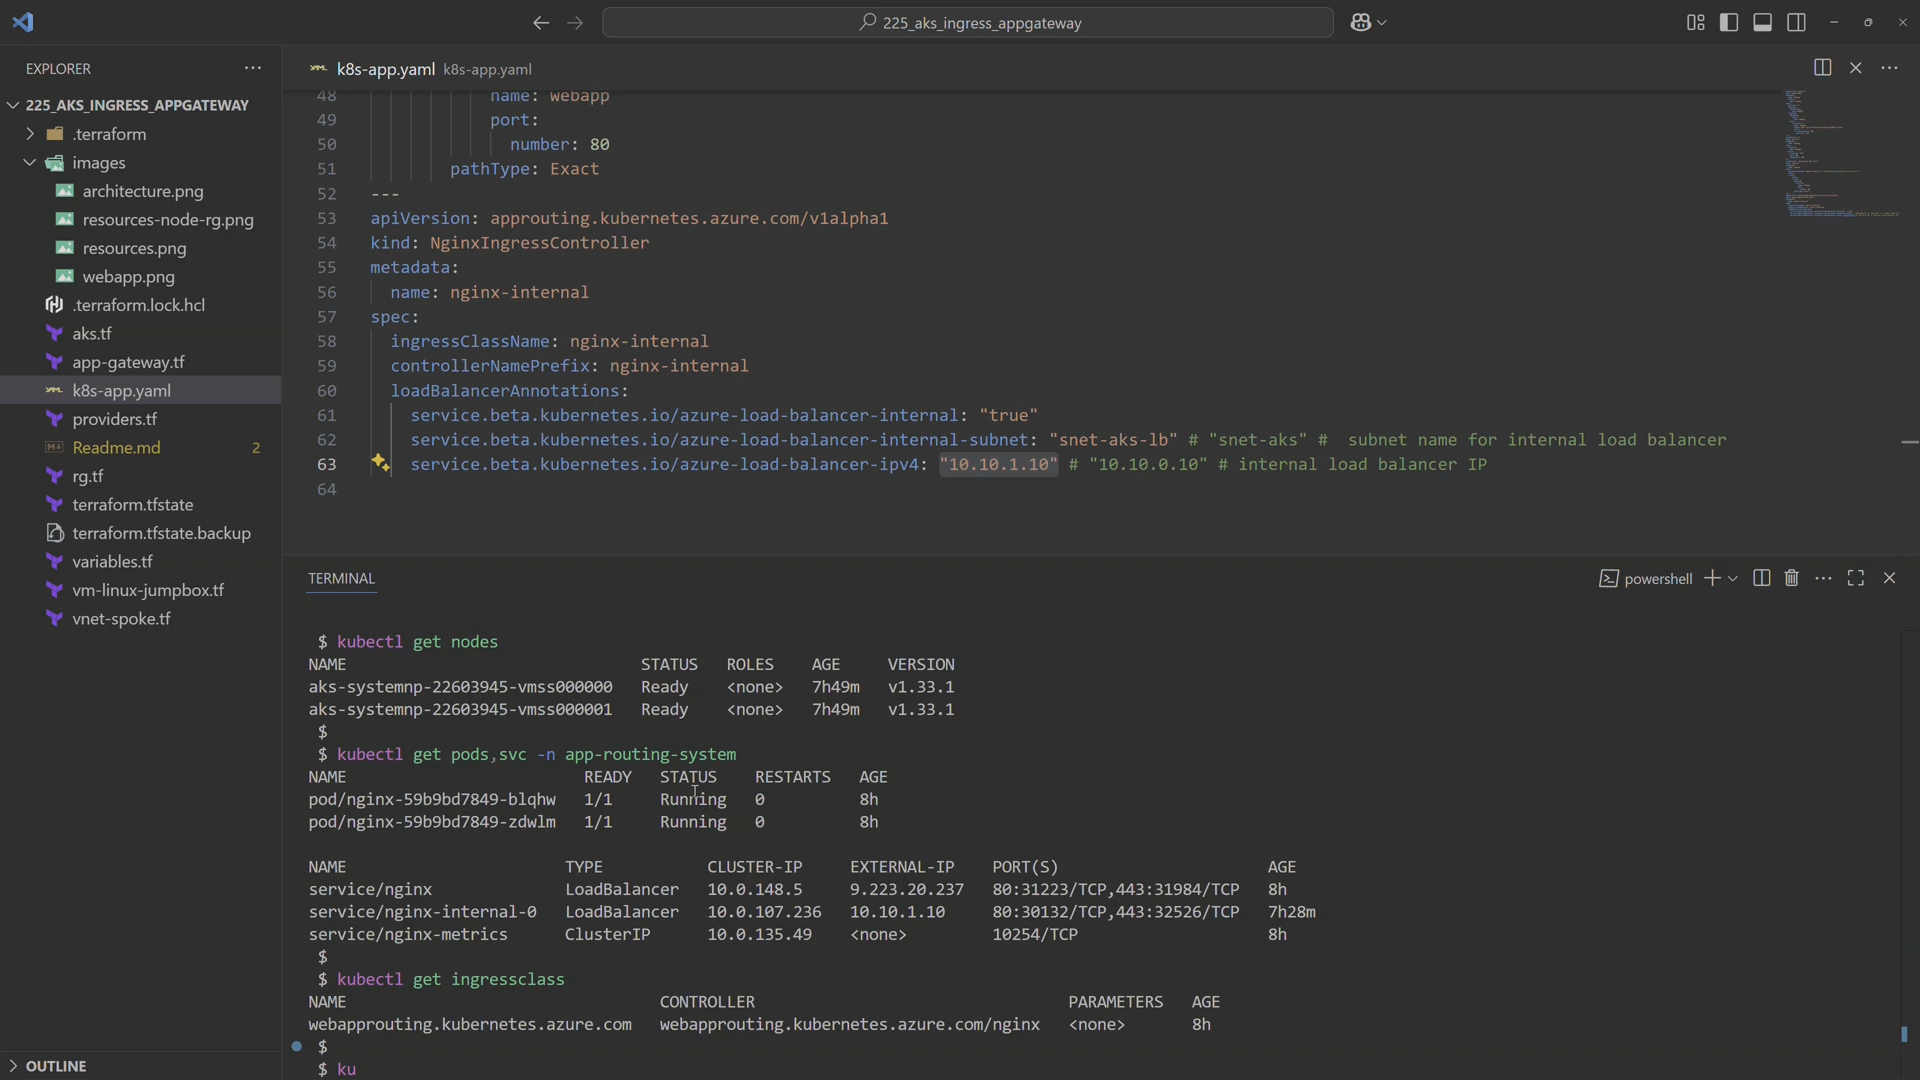 225_aks_ingress_appgateway
EXPLORER
225_AKS_INGRESS_APPGATEWAY
.terraform
images
architecture.png
resources-node-rg.png
resources.png
webapp.png
.terraform.lock.hcl
aks.tf
app-gateway.tf
k8s-app.yaml
providers.tf
Readme.md 2
rg.tf
terraform.tfstate
terraform.tfstate.backup
variables.tf
vm-linux-jumpbox.tf
vnet-spoke.tf
OUTLINE
k8s-app.yaml k8s-app.yaml
48 name: webapp
49 port:
50 number: 80
51 pathType: Exact
52 ---
53 apiVersion: approuting.kubernetes.azure.com/v1alpha1
54 kind: NginxIngressController
55 metadata:
56 name: nginx-internal
57 spec:
58 ingressClassName: nginx-internal
59 controllerNamePrefix: nginx-internal
60 loadBalancerAnnotations:
61 service.beta.kubernetes.io/azure-load-balancer-internal: "true"
62 service.beta.kubernetes.io/azure-load-balancer-internal-subnet: "snet-aks-lb" # "snet-aks" # subnet name for internal load balancer
63 service.beta.kubernetes.io/azure-load-balancer-ipv4: "10.10.1.10" # "10.10.0.10" # internal load balancer IP
64
TERMINAL
powershell
$ kubectl get nodes
NAME STATUS ROLES AGE VERSION
aks-systemnp-22603945-vmss000000 Ready <none> 7h49m v1.33.1
aks-systemnp-22603945-vmss000001 Ready <none> 7h49m v1.33.1
$
$ kubectl get pods,svc -n app-routing-system
NAME READY STATUS RESTARTS AGE
pod/nginx-59b9bd7849-blqhw 1/1 Running 0 8h
pod/nginx-59b9bd7849-zdwlm 1/1 Running 0 8h
NAME TYPE CLUSTER-IP EXTERNAL-IP PORT(S) AGE
service/nginx LoadBalancer 10.0.148.5 9.223.20.237 80:31223/TCP,443:31984/TCP 8h
service/nginx-internal-0 LoadBalancer 10.0.107.236 10.10.1.10 80:30132/TCP,443:32526/TCP 7h28m
service/nginx-metrics ClusterIP 10.0.135.49 <none> 10254/TCP 8h
$
$ kubectl get ingressclass
NAME CONTROLLER PARAMETERS AGE
webapprouting.kubernetes.azure.com webapprouting.kubernetes.azure.com/nginx <none> 8h
$
$ ku